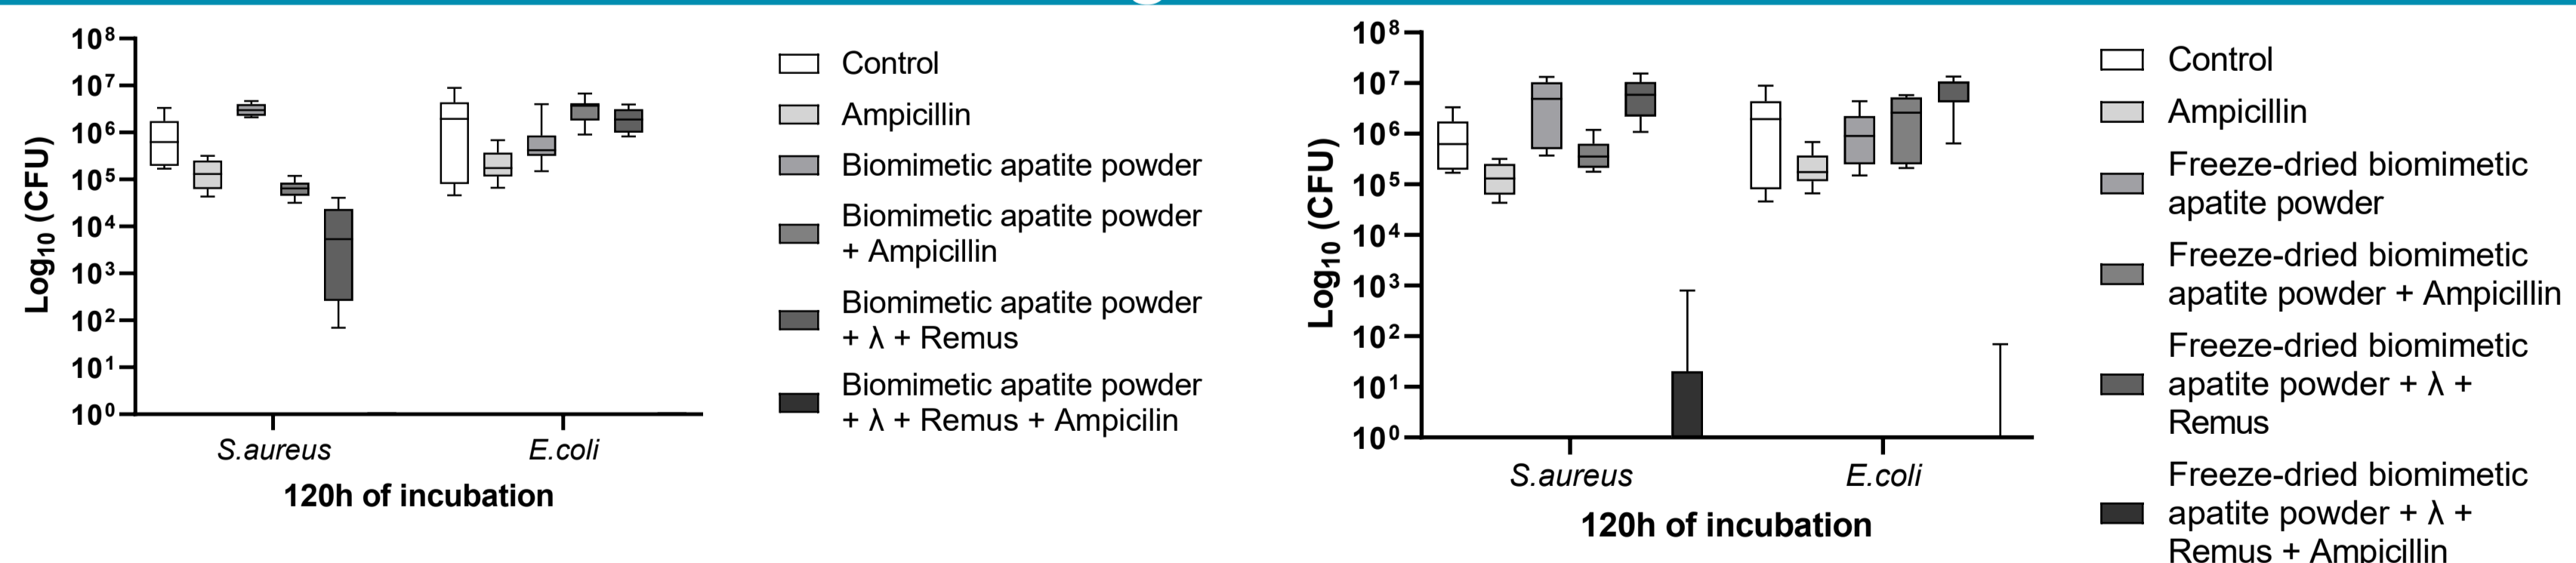 10⁸
10⁷
10⁶
10⁵
10⁴
10³
10²
10¹
10⁰
Log₁₀ (CFU)
S.aureus
E.coli
120h of incubation
Control
Ampicillin
Biomimetic apatite powder
Biomimetic apatite powder
+ Ampicillin
Biomimetic apatite powder
+ λ + Remus
Biomimetic apatite powder
+ λ + Remus + Ampicilin
10⁸
10⁷
10⁶
10⁵
10⁴
10³
10²
10¹
10⁰
Log₁₀ (CFU)
S.aureus
E.coli
120h of incubation
Control
Ampicillin
Freeze-dried biomimetic
apatite powder
Freeze-dried biomimetic
apatite powder + Ampicillin
Freeze-dried biomimetic
apatite powder + λ +
Remus
Freeze-dried biomimetic
apatite powder + λ +
Remus + Ampicillin